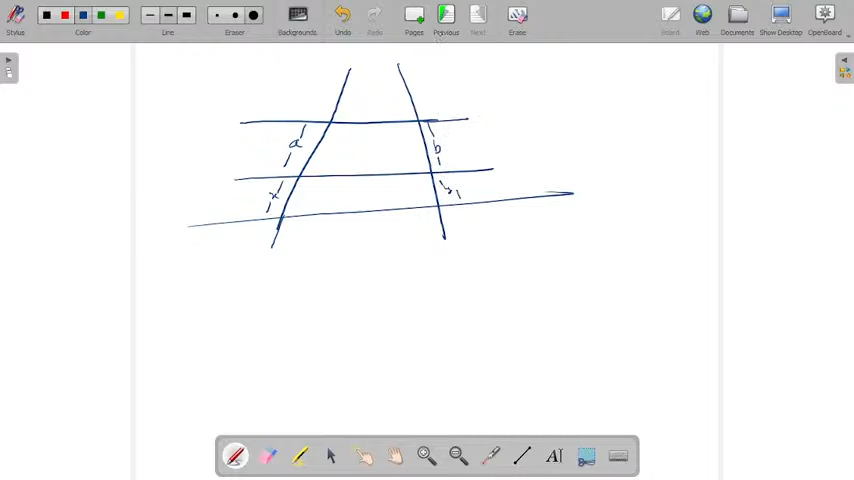 Stylus
Color
Line
Eraser
Backgrounds
Undo
Redo
Pages
Previous
Next
Erase
Board
Web
Documents
Show Desktop
OpenBoard
a
b
x